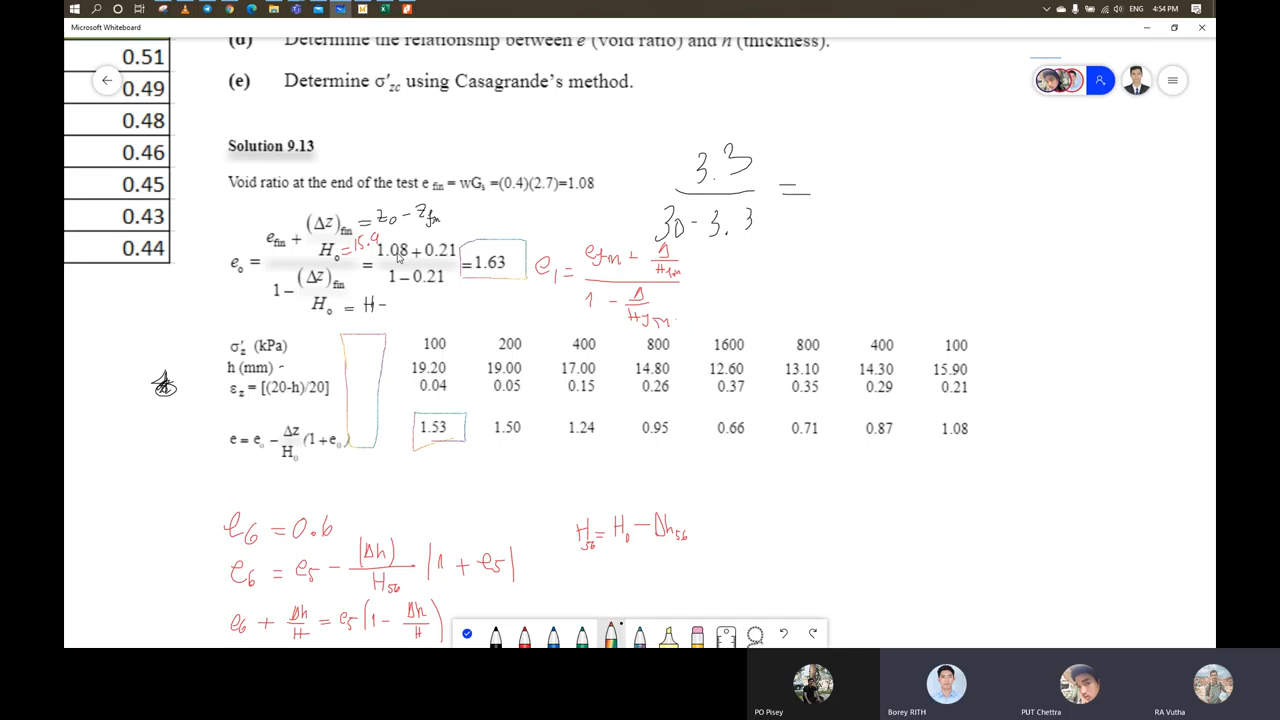 ENG 4:54 PM
Microsoft Whiteboard
0.51
0.49
0.48
0.46
0.45
0.43
0.44
(d) Determine the relationship between e (void ratio) and h (thickness).
(e) Determine σ'zc using Casagrande's method.
Solution 9.13
Void ratio at the end of the test e fin = wGs =(0.4)(2.7)=1.08
3.3 / 30 - 3.3 =
eo = efin + (Δz)fin / Ho / 1 - (Δz)fin / Ho = 1.08 + 0.21 / 1 - 0.21 = 1.63
= z0 - zfin
= 15.9
= H -
e1 = efin + Δ / Hfin / 1 - Δ / Hfin
σ'z (kPa) 100 200 400 800 1600 800 400 100
h (mm) 19.20 19.00 17.00 14.80 12.60 13.10 14.30 15.90
εz = [(20-h)/20] 0.04 0.05 0.15 0.26 0.37 0.35 0.29 0.21
e = eo - Δz / H0 (1+eo) 1.53 1.50 1.24 0.95 0.66 0.71 0.87 1.08
e6 = 0.6
H56 = H0 - Δh56
e6 = e5 - |Δh| / H56 |1 + e5|
e6 + Δh / H = e5 (1 - Δh / H)
PO Pisey
Borey RITH
PUT Chettra
RA Vutha